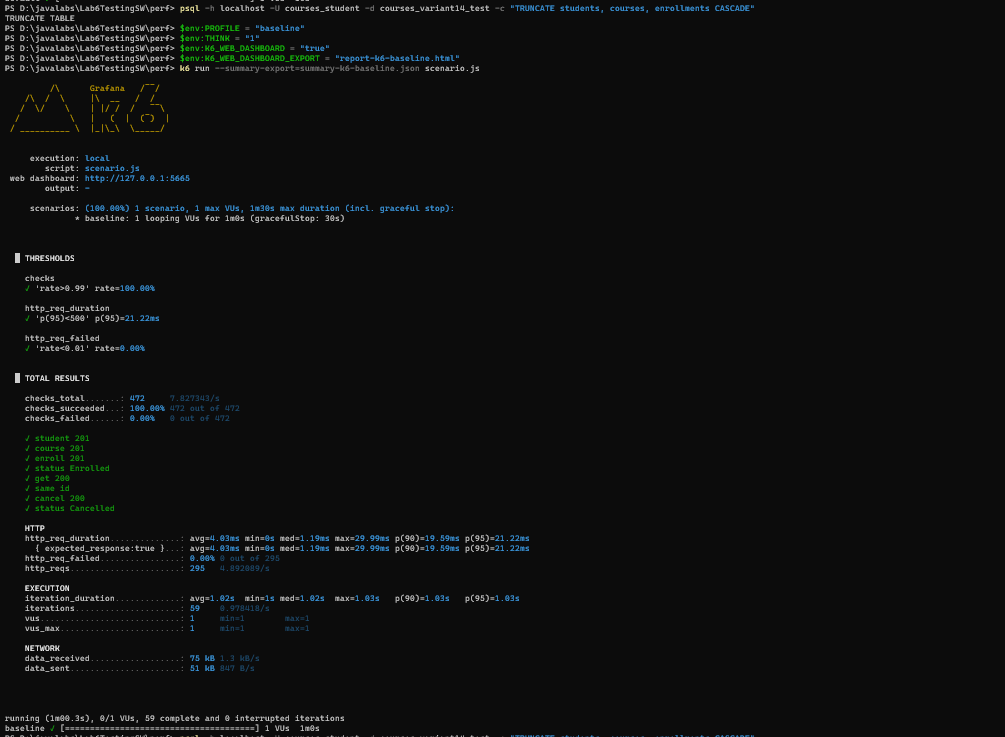 PS D:\javalabs\Lab6TestingSW\perf> psql -h localhost -U courses_student -d courses_variant14_test -c "TRUNCATE students, courses, enrollments CASCADE"
TRUNCATE TABLE
PS D:\javalabs\Lab6TestingSW\perf> $env:PROFILE = "baseline"
PS D:\javalabs\Lab6TestingSW\perf> $env:THINK = "1"
PS D:\javalabs\Lab6TestingSW\perf> $env:K6_WEB_DASHBOARD = "true"
PS D:\javalabs\Lab6TestingSW\perf> $env:K6_WEB_DASHBOARD_EXPORT = "report-k6-baseline.html"
PS D:\javalabs\Lab6TestingSW\perf> k6 run --summary-export=summary-k6-baseline.json scenario.js
Grafana
execution: local
script: scenario.js
web dashboard: http://127.0.0.1:5665
output: -
scenarios: (100.00%) 1 scenario, 1 max VUs, 1m30s max duration (incl. graceful stop):
* baseline: 1 looping VUs for 1m0s (gracefulStop: 30s)
█ THRESHOLDS
checks
✓ 'rate>0.99' rate=100.00%
http_req_duration
✓ 'p(95)<500' p(95)=21.22ms
http_req_failed
✓ 'rate<0.01' rate=0.00%
█ TOTAL RESULTS
checks_total.......: 472 7.827343/s
checks_succeeded...: 100.00% 472 out of 472
checks_failed......: 0.00% 0 out of 472
✓ student 201
✓ course 201
✓ enroll 201
✓ status Enrolled
✓ get 200
✓ same id
✓ cancel 200
✓ status Cancelled
HTTP
http_req_duration..............: avg=4.03ms min=0s med=1.19ms max=29.99ms p(90)=19.59ms p(95)=21.22ms
{ expected_response:true }...: avg=4.03ms min=0s med=1.19ms max=29.99ms p(90)=19.59ms p(95)=21.22ms
http_req_failed................: 0.00% 0 out of 295
http_reqs......................: 295 4.892089/s
EXECUTION
iteration_duration.............: avg=1.02s min=1s med=1.02s max=1.03s p(90)=1.03s p(95)=1.03s
iterations.....................: 59 0.978418/s
vus............................: 1 min=1 max=1
vus_max........................: 1 min=1 max=1
NETWORK
data_received..................: 75 kB 1.3 kB/s
data_sent......................: 51 kB 847 B/s
running (1m00.3s), 0/1 VUs, 59 complete and 0 interrupted iterations
baseline ✓ [======================================] 1 VUs 1m0s